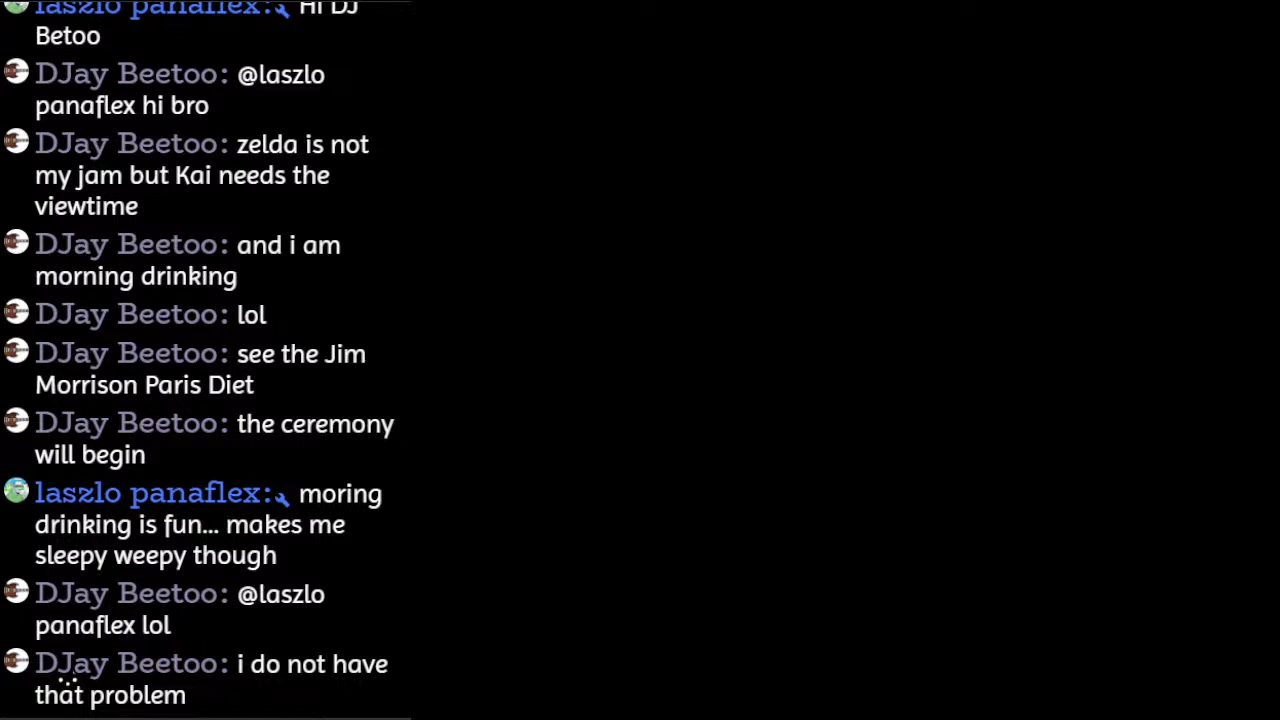 laszlo panaflex: Hi DJ
Betoo
DJay Beetoo: @laszlo
panaflex hi bro
DJay Beetoo: zelda is not
my jam but Kai needs the
viewtime
DJay Beetoo: and i am
morning drinking
DJay Beetoo: lol
DJay Beetoo: see the Jim
Morrison Paris Diet
DJay Beetoo: the ceremony
will begin
laszlo panaflex: moring
drinking is fun... makes me
sleepy weepy though
DJay Beetoo: @laszlo
panaflex lol
DJay Beetoo: i do not have
that problem